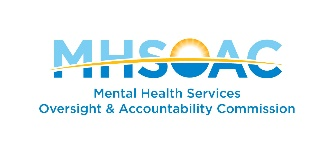 MHSOAC
Mental Health Services
Oversight & Accountability Commission